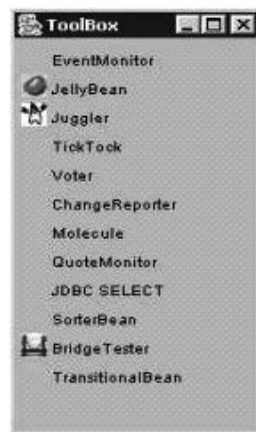 ToolBox
EventMonitor
JellyBean
Juggler
TickTock
Voter
ChangeReporter
Molecule
QuoteMonitor
JDBC SELECT
SorterBean
BridgeTester
TransitionalBean